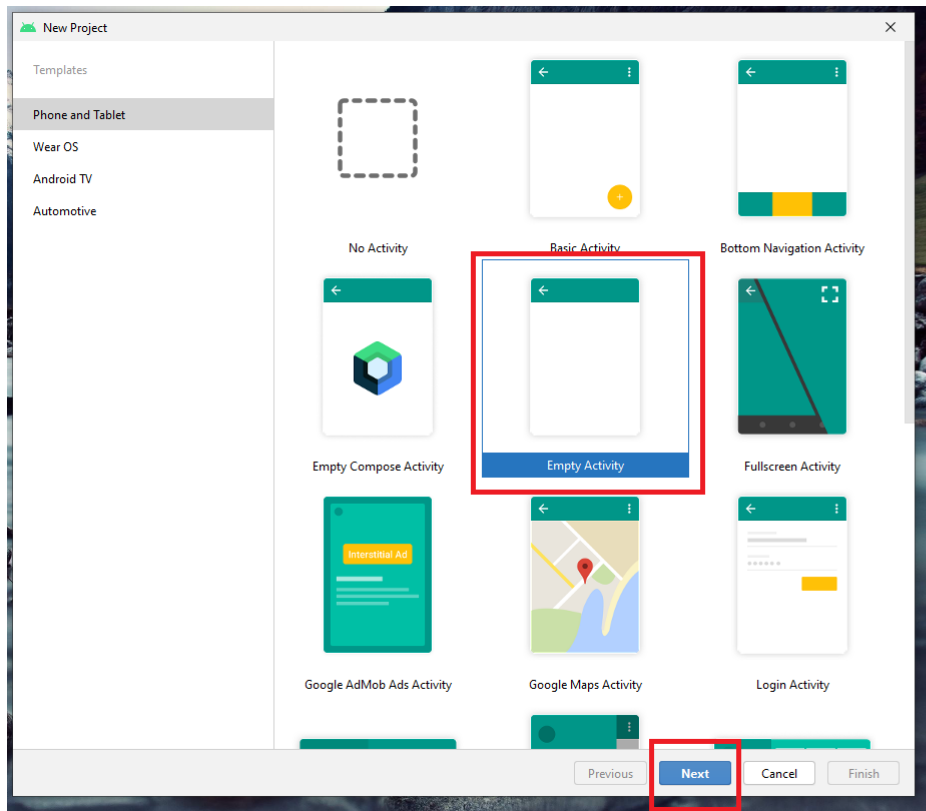 New Project
Templates
Phone and Tablet
Wear OS
Android TV
Automotive
No Activity
Basic Activity
Bottom Navigation Activity
Empty Compose Activity
Empty Activity
Fullscreen Activity
Interstitial Ad
Google AdMob Ads Activity
Google Maps Activity
Login Activity
Previous
Next
Cancel
Finish